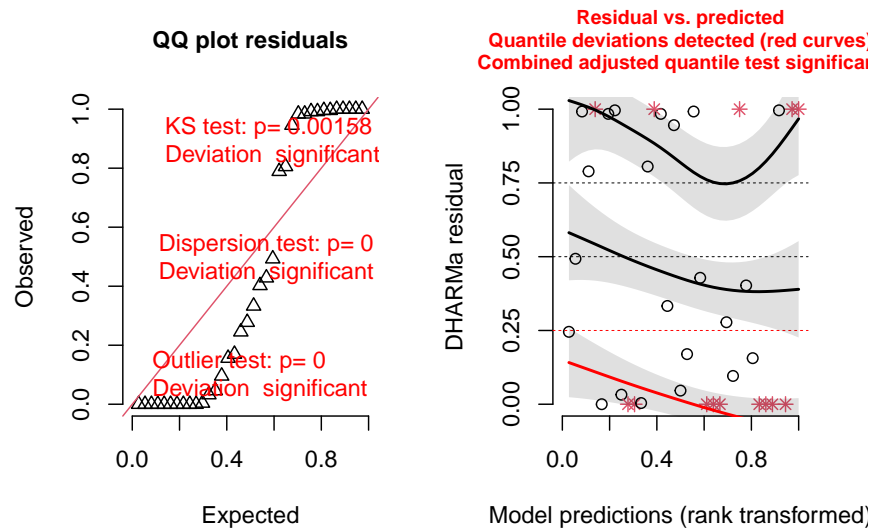 QQ plot residuals
KS test: p= 0.00158
Deviation significant
Dispersion test: p= 0
Deviation significant
Outlier test: p= 0
Deviation significant
Observed
0.0 0.2 0.4 0.6 0.8 1.0
0.0 0.4 0.8
Expected
Residual vs. predicted
Quantile deviations detected (red curves)
Combined adjusted quantile test significan
DHARMa residual
0.00 0.25 0.50 0.75 1.00
0.0 0.4 0.8
Model predictions (rank transformed)